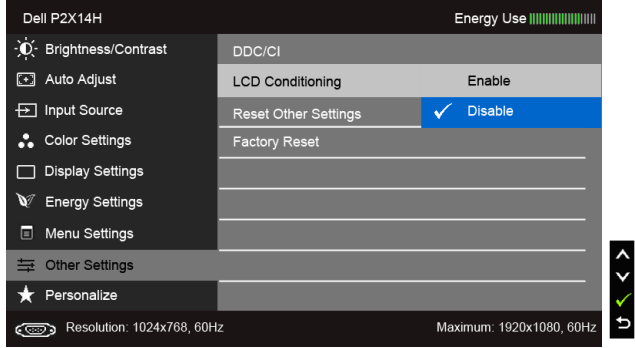 Dell P2X14H Energy Use
Brightness/Contrast DDC/CI
Auto Adjust LCD Conditioning Enable
Input Source Reset Other Settings Disable
Color Settings Factory Reset
Display Settings
Energy Settings
Menu Settings
Other Settings
Personalize
Resolution: 1024x768, 60Hz Maximum: 1920x1080, 60Hz